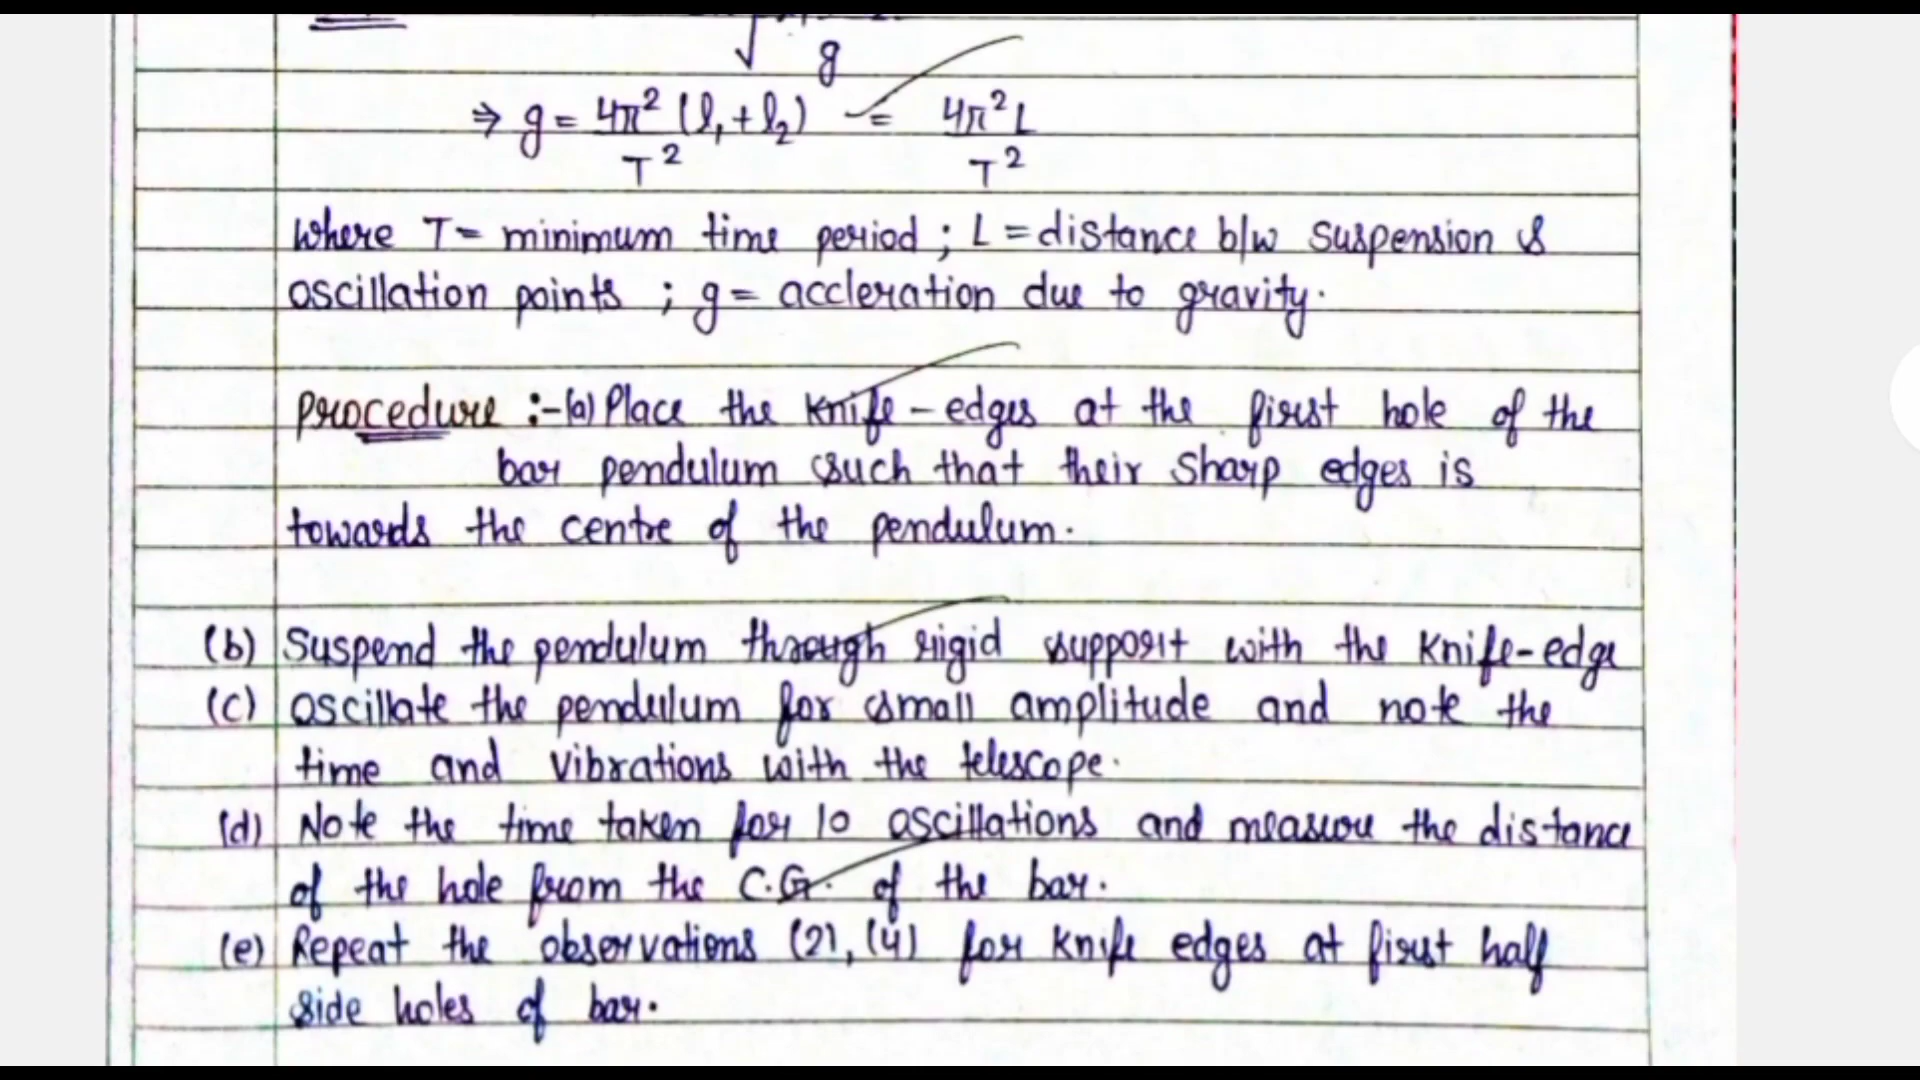 g
⇒ g = 4π² (l₁ + l₂) / T² = 4π² L / T²
Where T = minimum time period ; L = distance b/w suspension &
oscillation points ; g = accleration due to gravity.
Procedure :- (a) Place the knife-edges at the first hole of the
bar pendulum such that their sharp edges is
towards the centre of the pendulum.
(b) Suspend the pendulum through rigid support with the knife-edge
(c) oscillate the pendulum for small amplitude and note the
time and vibrations with the telescope.
(d) Note the time taken for 10 oscillations and measure the distance
of the hole from the C.G. of the bar.
(e) Repeat the observations (2), (4) for knife edges at first half
side holes of bar.